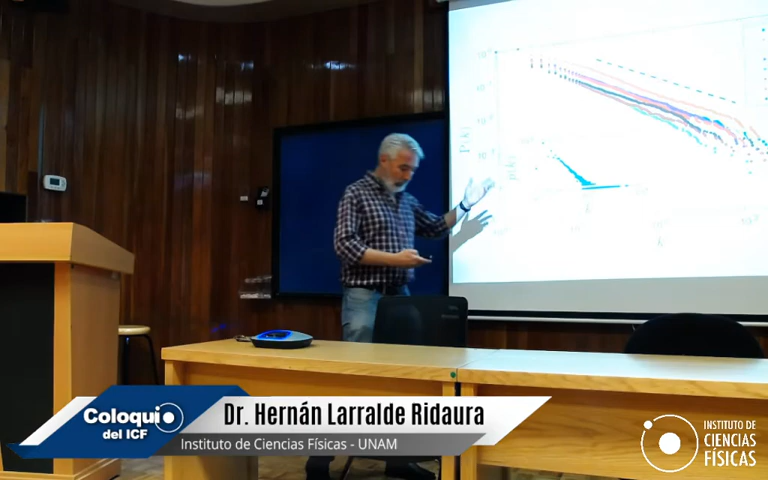 Coloquio
del ICF
Dr. Hernán Larralde Ridaura
Instituto de Ciencias Físicas - UNAM
INSTITUTO DE
CIENCIAS
FÍSICAS